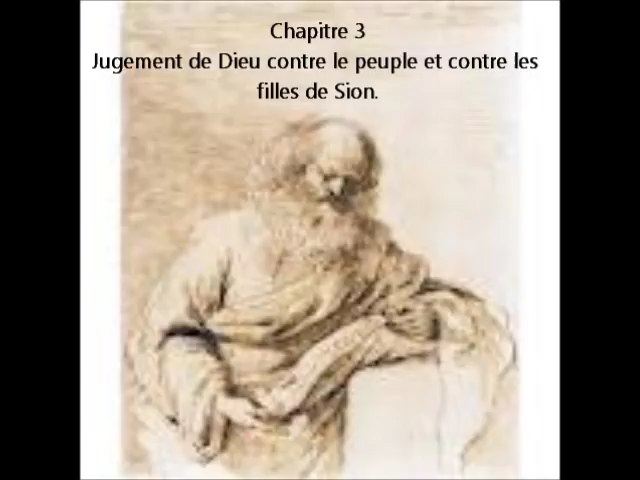 Chapitre 3
Jugement de Dieu contre le peuple et contre les
filles de Sion.